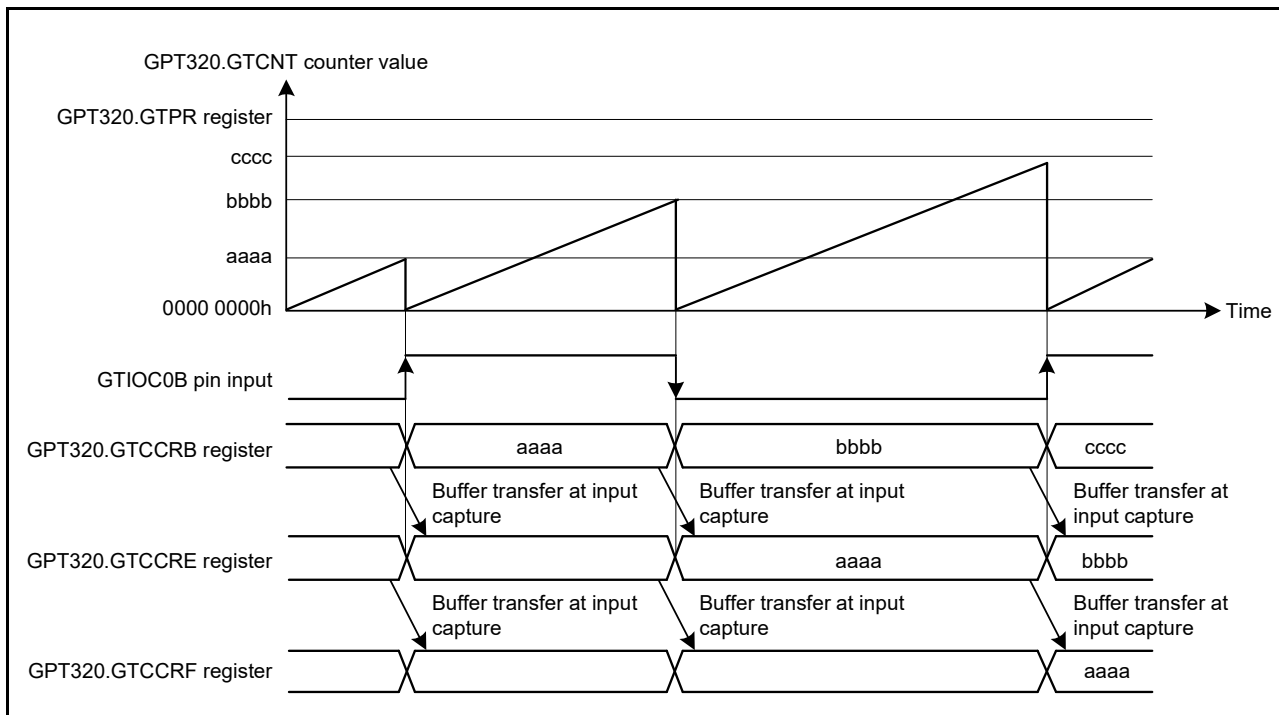 GPT320.GTCNT counter value
GPT320.GTPR register
cccc
bbbb
aaaa
0000 0000h
Time
GTIOC0B pin input
GPT320.GTCCRB register
aaaa
bbbb
cccc
Buffer transfer at input
capture
Buffer transfer at input
capture
Buffer transfer at
input capture
GPT320.GTCCRE register
aaaa
bbbb
Buffer transfer at input
capture
Buffer transfer at input
capture
Buffer transfer at
input capture
GPT320.GTCCRF register
aaaa